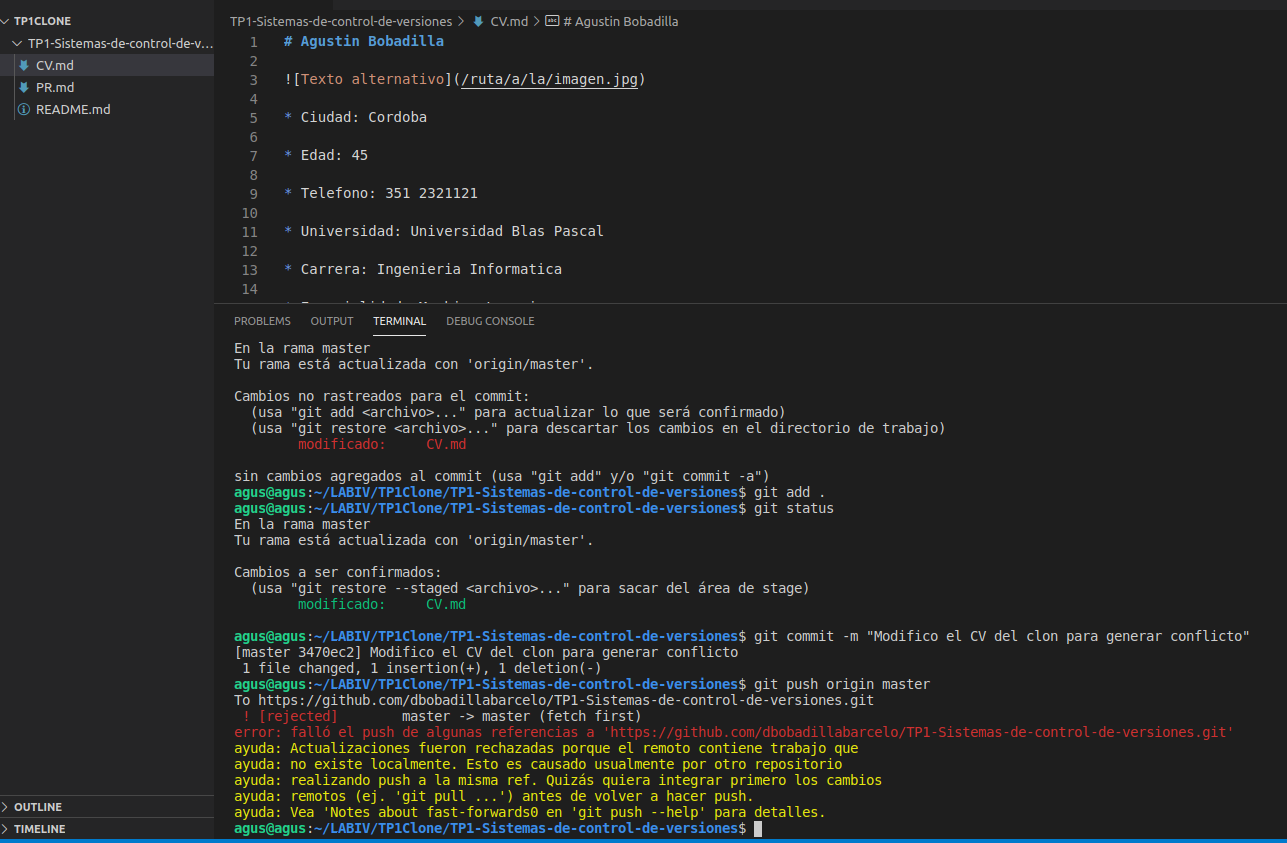 TP1CLONE
TP1-Sistemas-de-control-de-v...
CV.md
PR.md
README.md
OUTLINE
TIMELINE
TP1-Sistemas-de-control-de-versiones > CV.md > # Agustin Bobadilla
1 # Agustin Bobadilla
2
3 ![Texto alternativo](/ruta/a/la/imagen.jpg)
4
5 * Ciudad: Cordoba
6
7 * Edad: 45
8
9 * Telefono: 351 2321121
10
11 * Universidad: Universidad Blas Pascal
12
13 * Carrera: Ingenieria Informatica
14
PROBLEMS OUTPUT TERMINAL DEBUG CONSOLE
En la rama master
Tu rama está actualizada con 'origin/master'.
Cambios no rastreados para el commit:
(usa "git add <archivo>..." para actualizar lo que será confirmado)
(usa "git restore <archivo>..." para descartar los cambios en el directorio de trabajo)
modificado: CV.md
sin cambios agregados al commit (usa "git add" y/o "git commit -a")
agus@agus:~/LABIV/TP1Clone/TP1-Sistemas-de-control-de-versiones$ git add .
agus@agus:~/LABIV/TP1Clone/TP1-Sistemas-de-control-de-versiones$ git status
En la rama master
Tu rama está actualizada con 'origin/master'.
Cambios a ser confirmados:
(usa "git restore --staged <archivo>..." para sacar del área de stage)
modificado: CV.md
agus@agus:~/LABIV/TP1Clone/TP1-Sistemas-de-control-de-versiones$ git commit -m "Modifico el CV del clon para generar conflicto"
[master 3470ec2] Modifico el CV del clon para generar conflicto
1 file changed, 1 insertion(+), 1 deletion(-)
agus@agus:~/LABIV/TP1Clone/TP1-Sistemas-de-control-de-versiones$ git push origin master
To https://github.com/dbobadillabarcelo/TP1-Sistemas-de-control-de-versiones.git
! [rejected] master -> master (fetch first)
error: falló el push de algunas referencias a 'https://github.com/dbobadillabarcelo/TP1-Sistemas-de-control-de-versiones.git'
ayuda: Actualizaciones fueron rechazadas porque el remoto contiene trabajo que
ayuda: no existe localmente. Esto es causado usualmente por otro repositorio
ayuda: realizando push a la misma ref. Quizás quiera integrar primero los cambios
ayuda: remotos (ej. 'git pull ...') antes de volver a hacer push.
ayuda: Vea 'Notes about fast-forwards0 en 'git push --help' para detalles.
agus@agus:~/LABIV/TP1Clone/TP1-Sistemas-de-control-de-versiones$